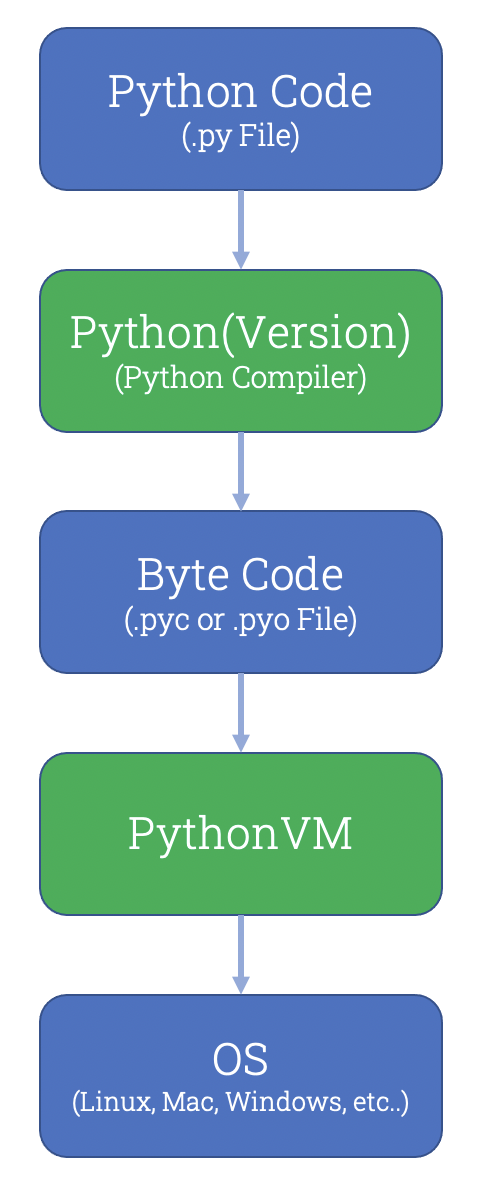 Python Code
(.py File)
Python(Version)
(Python Compiler)
Byte Code
(.pyc or .pyo File)
PythonVM
OS
(Linux, Mac, Windows, etc..)